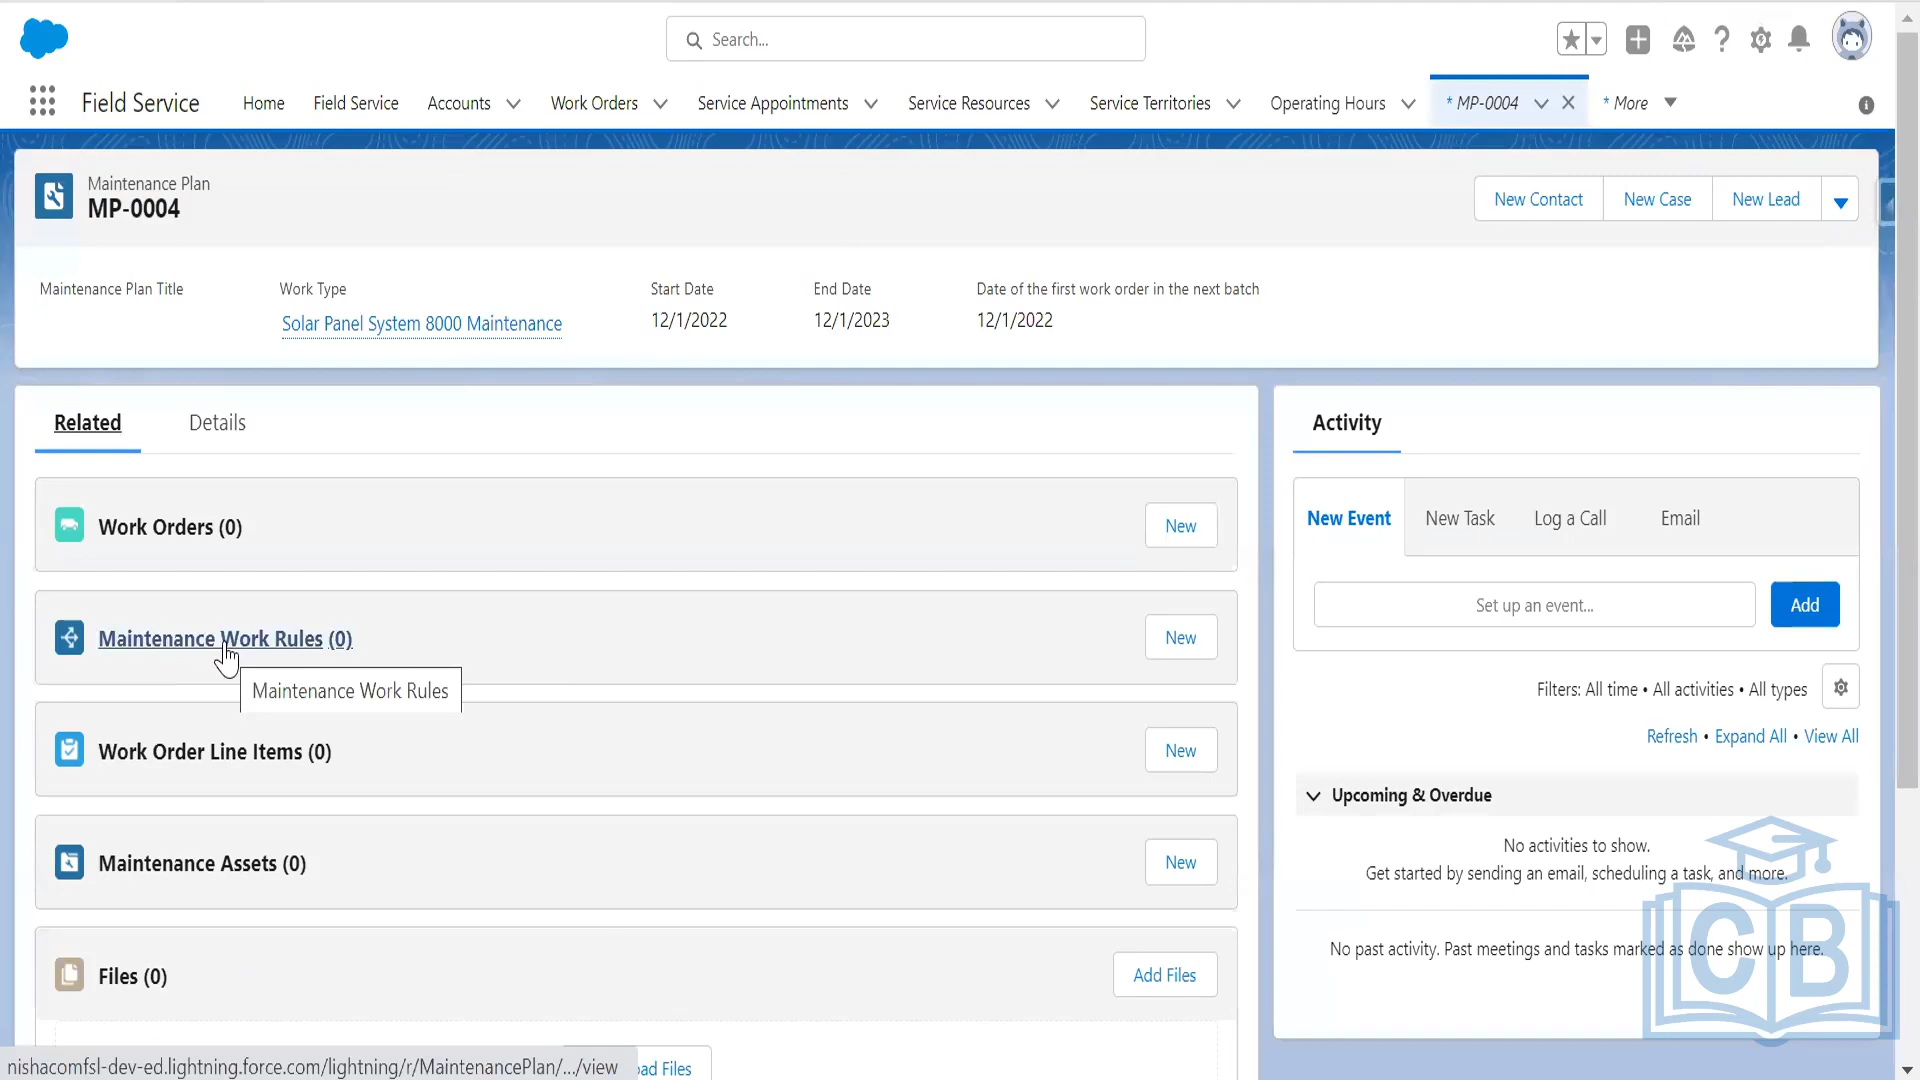 Search...
Field Service
Home
Field Service
Accounts
Work Orders
Service Appointments
Service Resources
Service Territories
Operating Hours
* MP-0004
* More
Maintenance Plan
MP-0004
New Contact
New Case
New Lead
Maintenance Plan Title
Work Type
Start Date
End Date
Date of the first work order in the next batch
Solar Panel System 8000 Maintenance
12/1/2022
12/1/2023
12/1/2022
Related
Details
Work Orders (0)
New
Maintenance Work Rules (0)
New
Maintenance Work Rules
Work Order Line Items (0)
New
Maintenance Assets (0)
New
Files (0)
Add Files
oad Files
Activity
New Event
New Task
Log a Call
Email
Set up an event...
Add
Filters: All time • All activities • All types
Refresh • Expand All • View All
Upcoming & Overdue
No activities to show.
Get started by sending an email, scheduling a task, and more.
No past activity. Past meetings and tasks marked as done show up here.
CB
nishacomfsl-dev-ed.lightning.force.com/lightning/r/MaintenancePlan/.../view